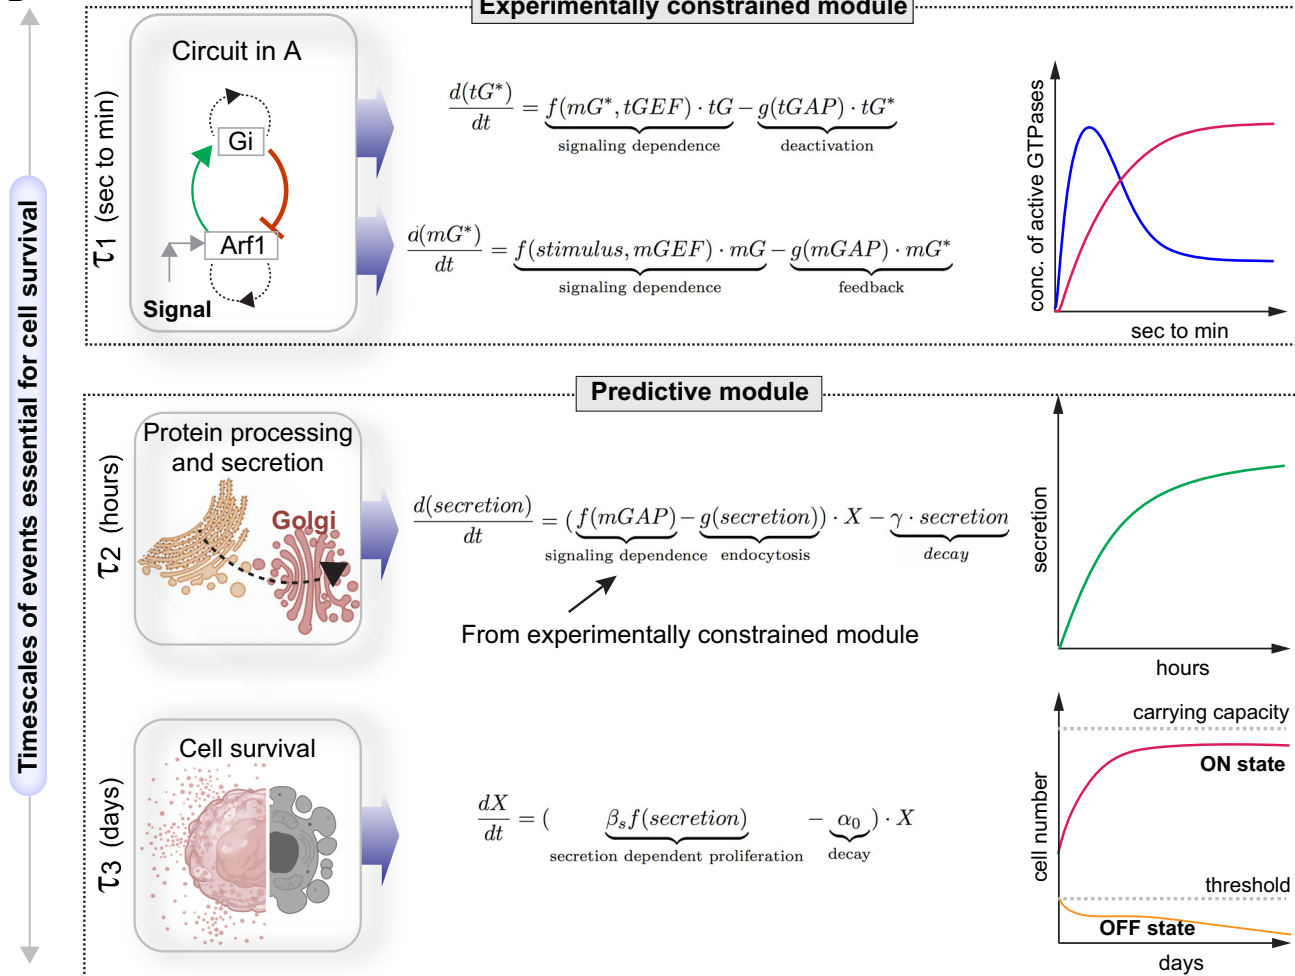 Experimentally constrained module
Timescales of events essential for cell survival
τ1 (sec to min)
Circuit in A
Gi
Arf1
Signal
d(tG*)/dt = f(mG*, tGEF) · tG − g(tGAP) · tG*
signaling dependence deactivation
d(mG*)/dt = f(stimulus, mGEF) · mG − g(mGAP) · mG*
signaling dependence feedback
conc. of active GTPases
sec to min
Predictive module
τ2 (hours)
Protein processing
and secretion
Golgi
d(secretion)/dt = (f(mGAP) − g(secretion)) · X − γ · secretion
signaling dependence endocytosis decay
From experimentally constrained module
secretion
hours
τ3 (days)
Cell survival
dX/dt = ( βsf(secretion) − α0 ) · X
secretion dependent proliferation decay
cell number
carrying capacity
ON state
threshold
OFF state
days